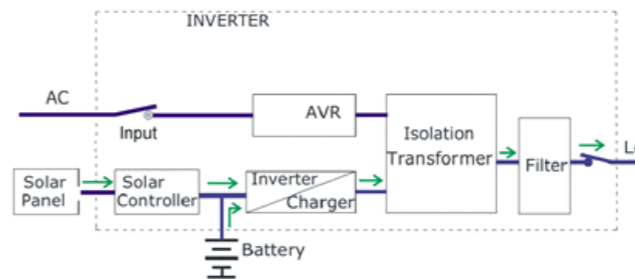 INVERTER
AC
Input
AVR
Isolation
Transformer
Filter
Solar
Panel
Solar
Controller
Inverter
Charger
Battery